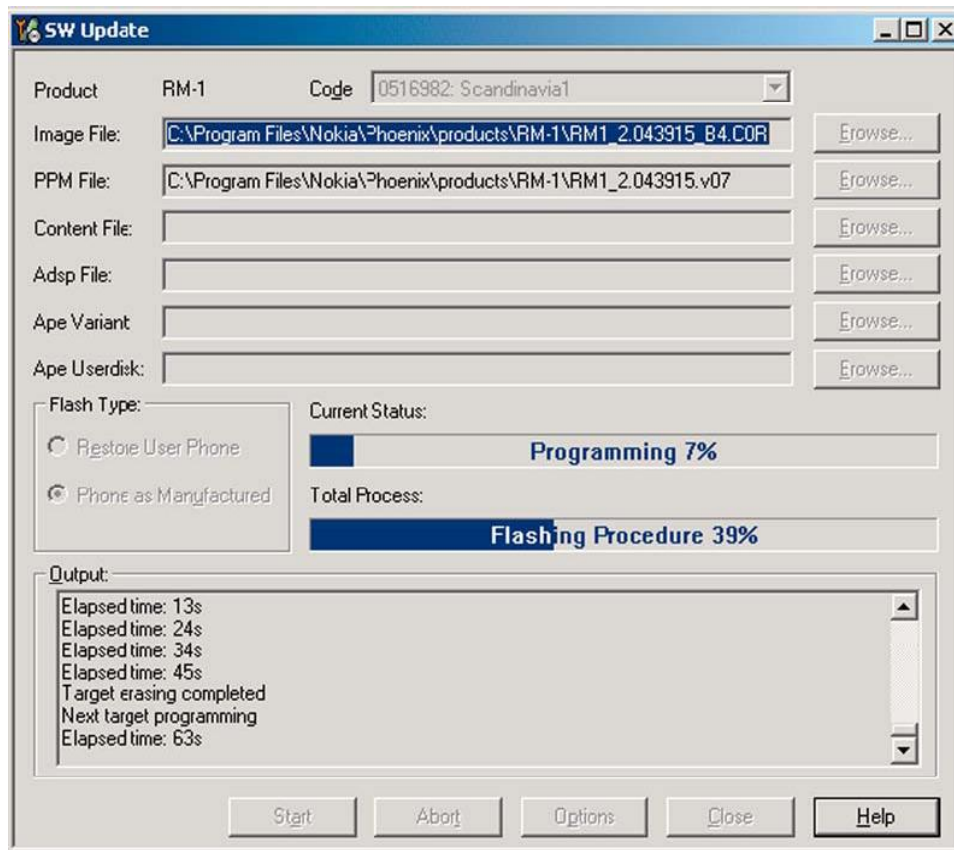 SW Update
Product RM-1 Code 0516982: Scandinavia1
Image File: C:\Program Files\Nokia\Phoenix\products\RM-1\RM1_2.043915_B4.C0R Browse...
PPM File: C:\Program Files\Nokia\Phoenix\products\RM-1\RM1_2.043915.v07 Browse...
Content File: Browse...
Adsp File: Browse...
Ape Variant Browse...
Ape Userdisk: Browse...
Flash Type:
Restore User Phone
Phone as Manufactured
Current Status:
Programming 7%
Total Process:
Flashing Procedure 39%
Output:
Elapsed time: 13s
Elapsed time: 24s
Elapsed time: 34s
Elapsed time: 45s
Target erasing completed
Next target programming
Elapsed time: 63s
Start Abort Options Close Help